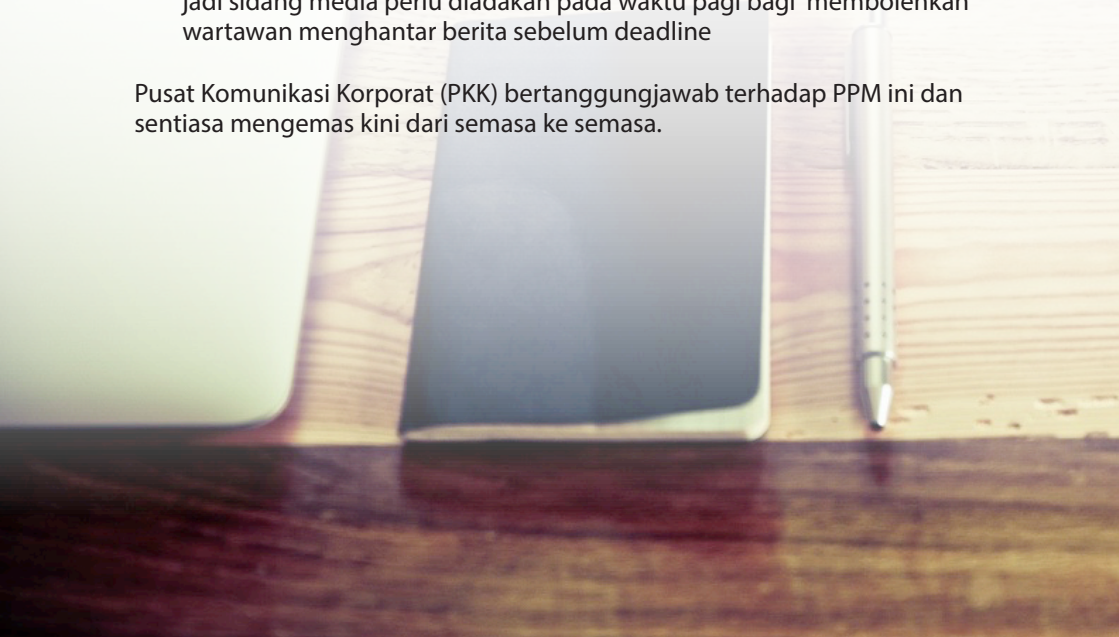 jadi sidang media perlu diadakan pada waktu pagi bagi membolehkan
wartawan menghantar berita sebelum deadline
Pusat Komunikasi Korporat (PKK) bertanggungjawab terhadap PPM ini dan
sentiasa mengemas kini dari semasa ke semasa.